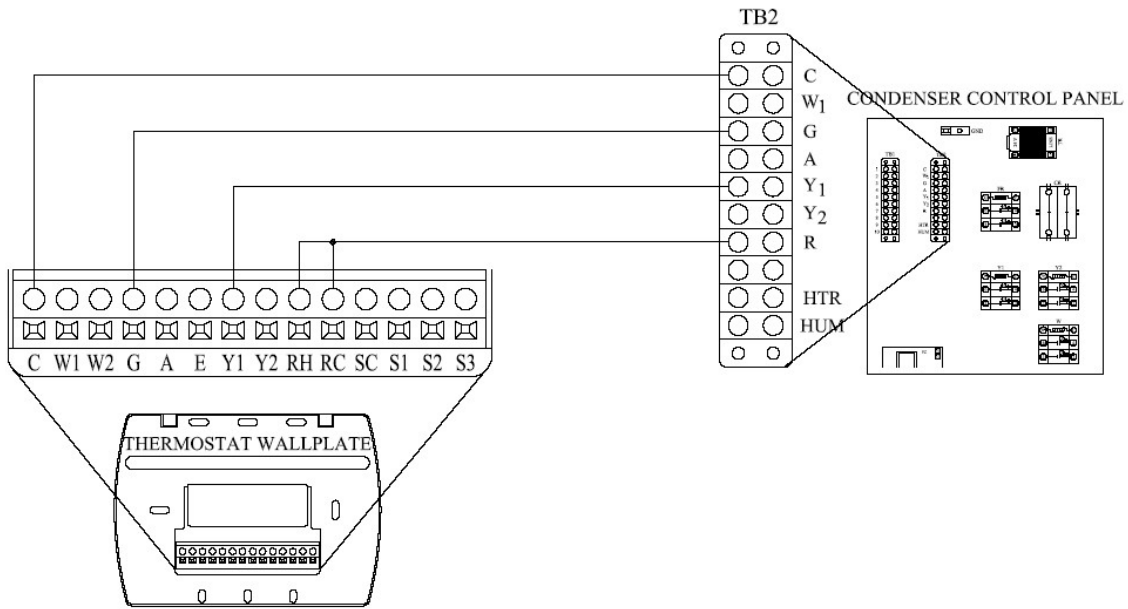 TB2
C
W1
G
A
Y1
Y2
R
HTR
HUM
CONDENSER CONTROL PANEL
GND
C W1 W2 G A E Y1 Y2 RH RC SC S1 S2 S3
THERMOSTAT WALLPLATE